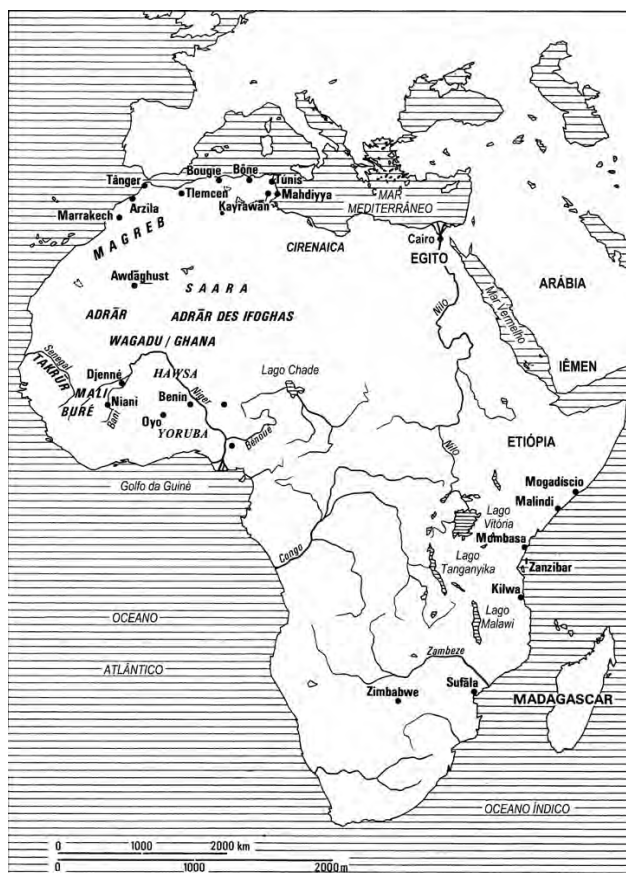 Bougie
Bône
Tânger
Túnis
Tlemcen
Mahdiyya
MAR
MEDITERRÂNEO
Arzila
Kayrawān
Marrakech
MAGREB
CIRENAICA
Cairo
EGITO
ARÁBIA
Awdāghust
SAARA
Nilo
Mar Vermelho
ADRĀR
ADRĀR DES IFOGHAS
WAGADU / GHANA
IÊMEN
Senegal
TAKRŪR
Djenné
HAWSA
Lago Chade
MALI
Niani
Benin
Níger
BURÉ
Bani
Oyo
YORUBA
Bénoué
Nilo
ETIÓPIA
Golfo da Guiné
Mogadíscio
Malindi
Lago
Vitória
Mombasa
Congo
Lago
Tanganyika
Zanzibar
Kilwa
OCEANO
Lago
Malawi
ATLÂNTICO
Zambeze
Zimbabwe
Sufāla
MADAGASCAR
OCEANO ÍNDICO
0 1000 2000 km
0 1000 2000 m